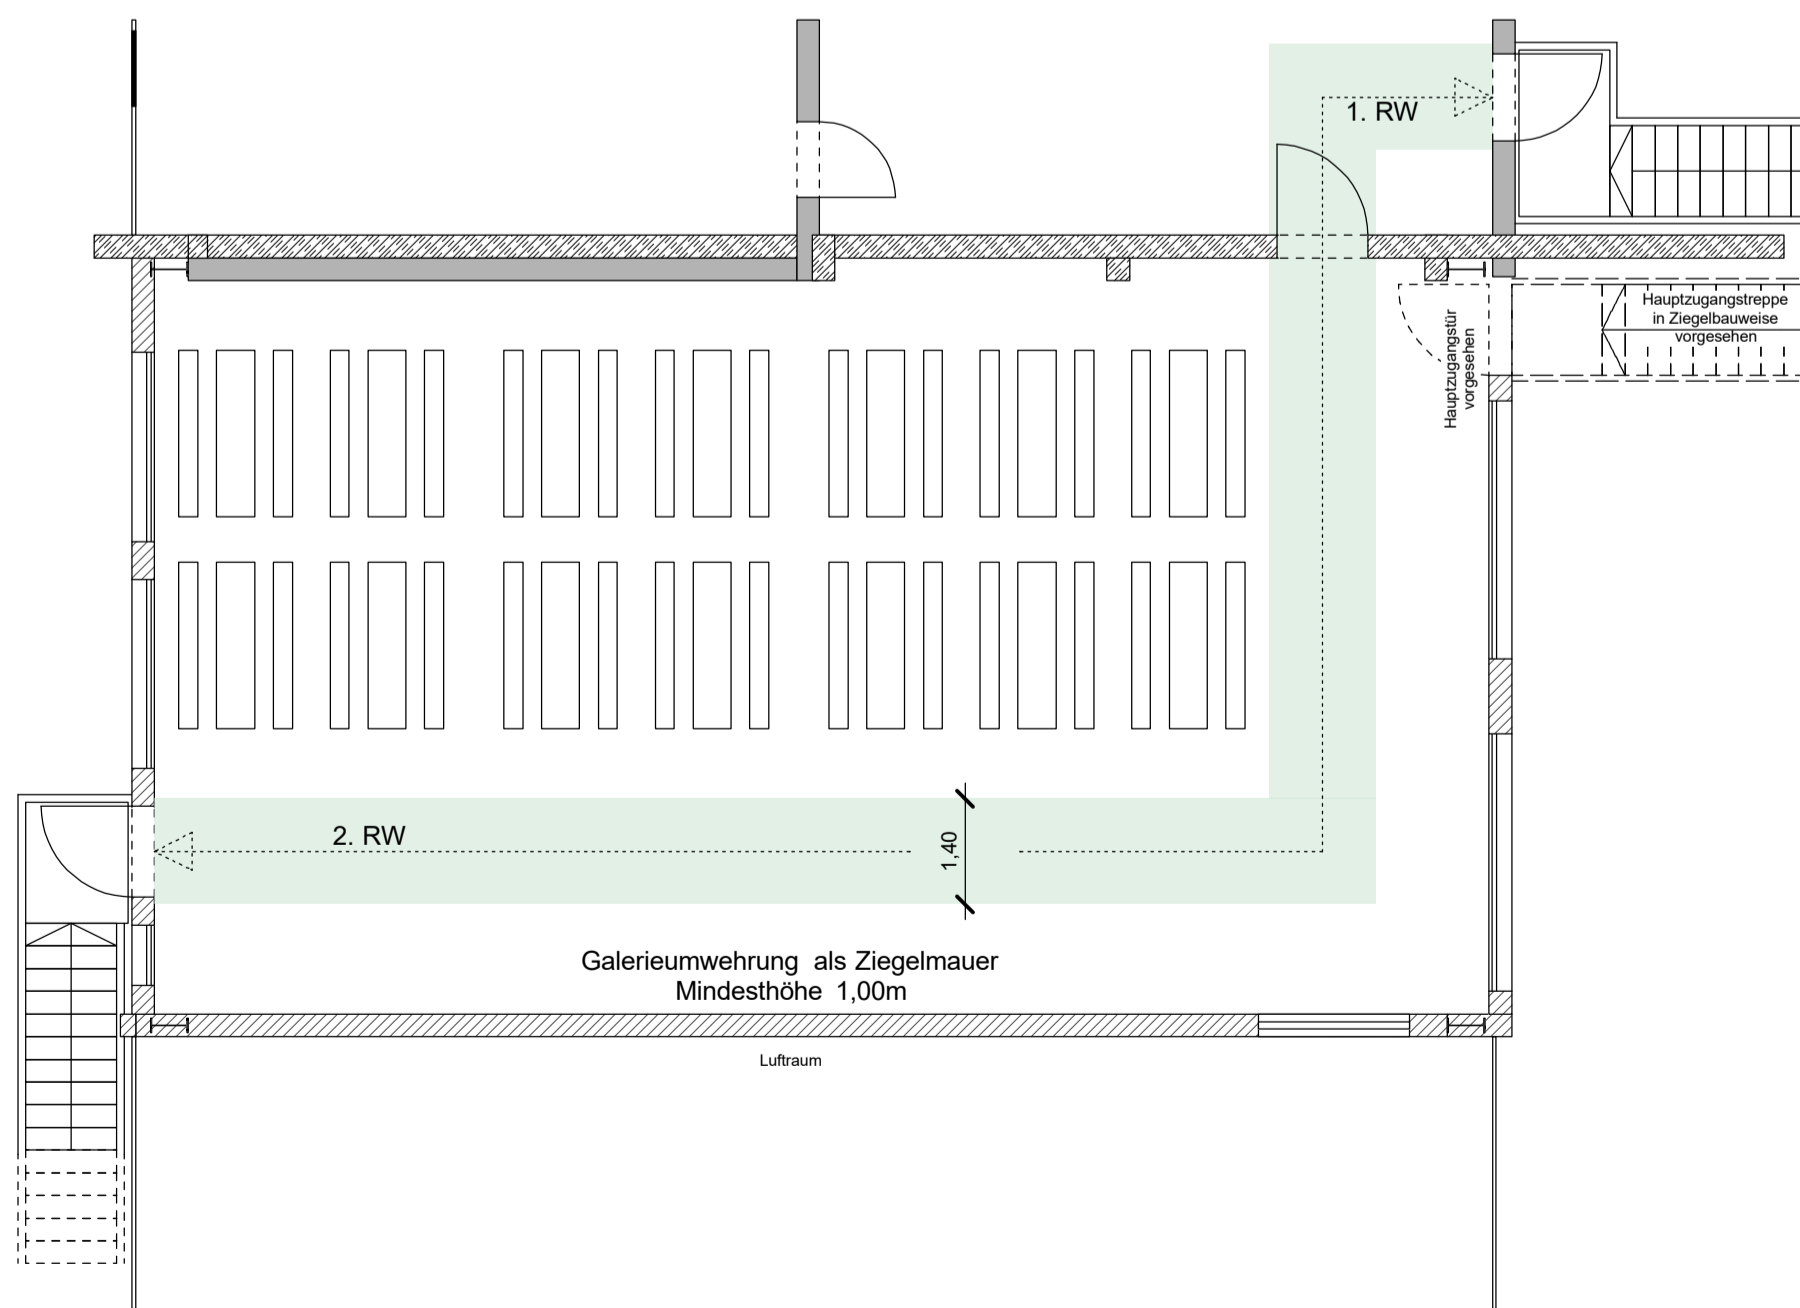 1. RW
Hauptzugangstreppe
in Ziegelbauweise
vorgesehen
Hauptzugangstür
vorgesehen
2. RW
1,40
Galerieumwehrung als Ziegelmauer
Mindesthöhe 1,00m
Luftraum